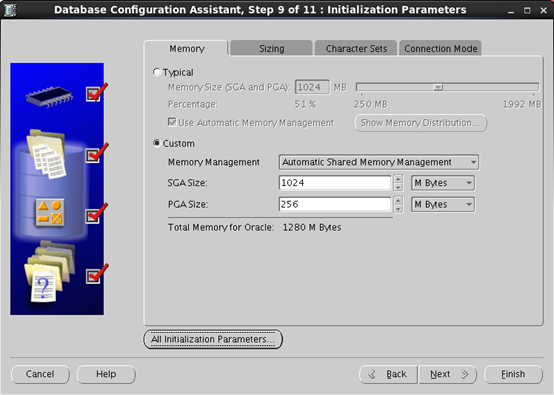 Database Configuration Assistant, Step 9 of 11 : Initialization Parameters
Memory Sizing Character Sets Connection Mode
Typical
Memory Size (SGA and PGA): 1024 MB
Percentage: 51 % 250 MB 1992 MB
Use Automatic Memory Management Show Memory Distribution...
Custom
Memory Management Automatic Shared Memory Management
SGA Size: 1024 M Bytes
PGA Size: 256 M Bytes
Total Memory for Oracle: 1280 M Bytes
?
All Initialization Parameters...
Cancel Help Back Next Finish